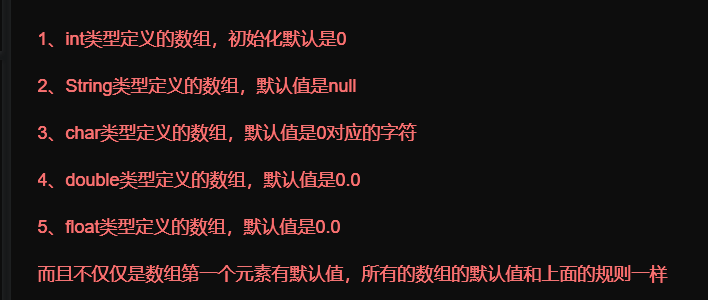 1、int类型定义的数组，初始化默认是0
2、String类型定义的数组，默认值是null
3、char类型定义的数组，默认值是0对应的字符
4、double类型定义的数组，默认值是0.0
5、float类型定义的数组，默认值是0.0
而且不仅仅是数组第一个元素有默认值，所有的数组的默认值和上面的规则一样